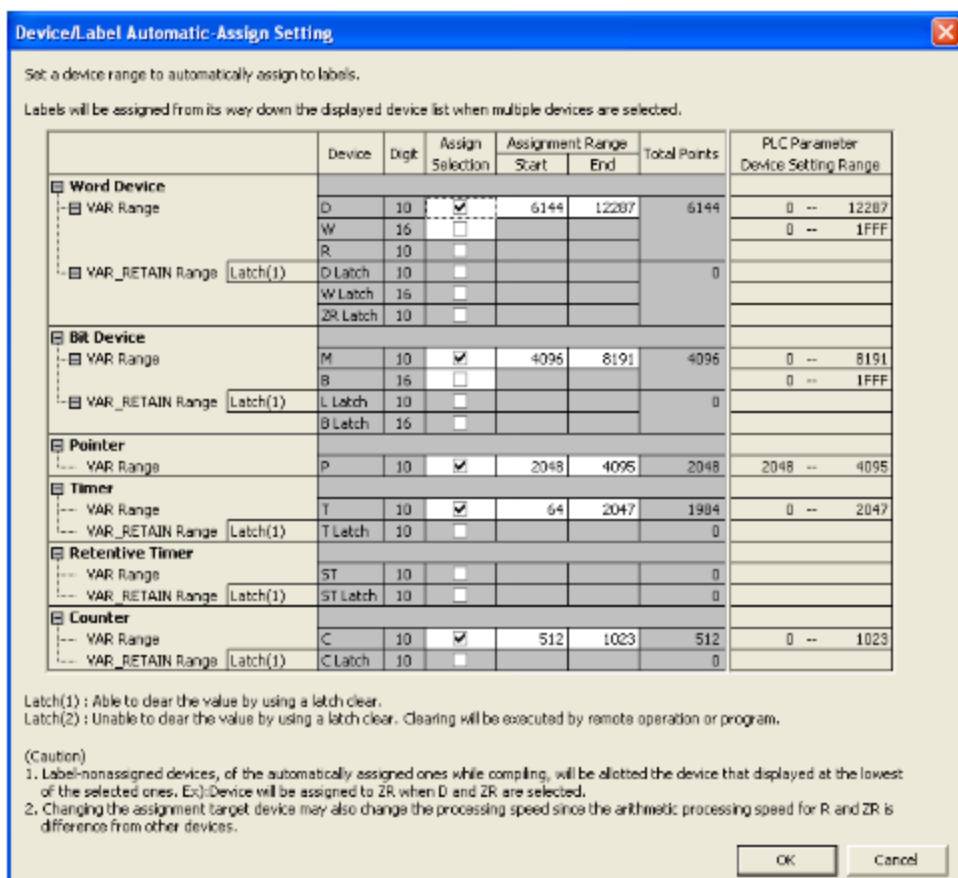 Device/Label Automatic-Assign Setting
Set a device range to automatically assign to labels.
Labels will be assigned from its way down the displayed device list when multiple devices are selected.
Device Digit Assign Selection Assignment Range Start End Total Points PLC Parameter Device Setting Range
Word Device
VAR Range D 10 6144 12287 6144 0 -- 12287
W 16 0 -- 1FFF
R 10
VAR_RETAIN Range Latch(1) D Latch 10 0
W Latch 16
ZR Latch 10
Bit Device
VAR Range M 10 4096 8191 4096 0 -- 8191
B 16 0 -- 1FFF
VAR_RETAIN Range Latch(1) L Latch 10 0
B Latch 16
Pointer
VAR Range P 10 2048 4095 2048 2048 -- 4095
Timer
VAR Range T 10 64 2047 1984 0 -- 2047
VAR_RETAIN Range Latch(1) T Latch 10 0
Retentive Timer
VAR Range ST 10 0
VAR_RETAIN Range Latch(1) ST Latch 10 0
Counter
VAR Range C 10 512 1023 512 0 -- 1023
VAR_RETAIN Range Latch(1) C Latch 10 0
Latch(1) : Able to clear the value by using a latch clear.
Latch(2) : Unable to clear the value by using a latch clear. Clearing will be executed by remote operation or program.
(Caution)
1. Label-nonassigned devices, of the automatically assigned ones while compiling, will be allotted the device that displayed at the lowest
of the selected ones. Ex):Device will be assigned to ZR when D and ZR are selected.
2. Changing the assignment target device may also change the processing speed since the arithmetic processing speed for R and ZR is
difference from other devices.
OK Cancel